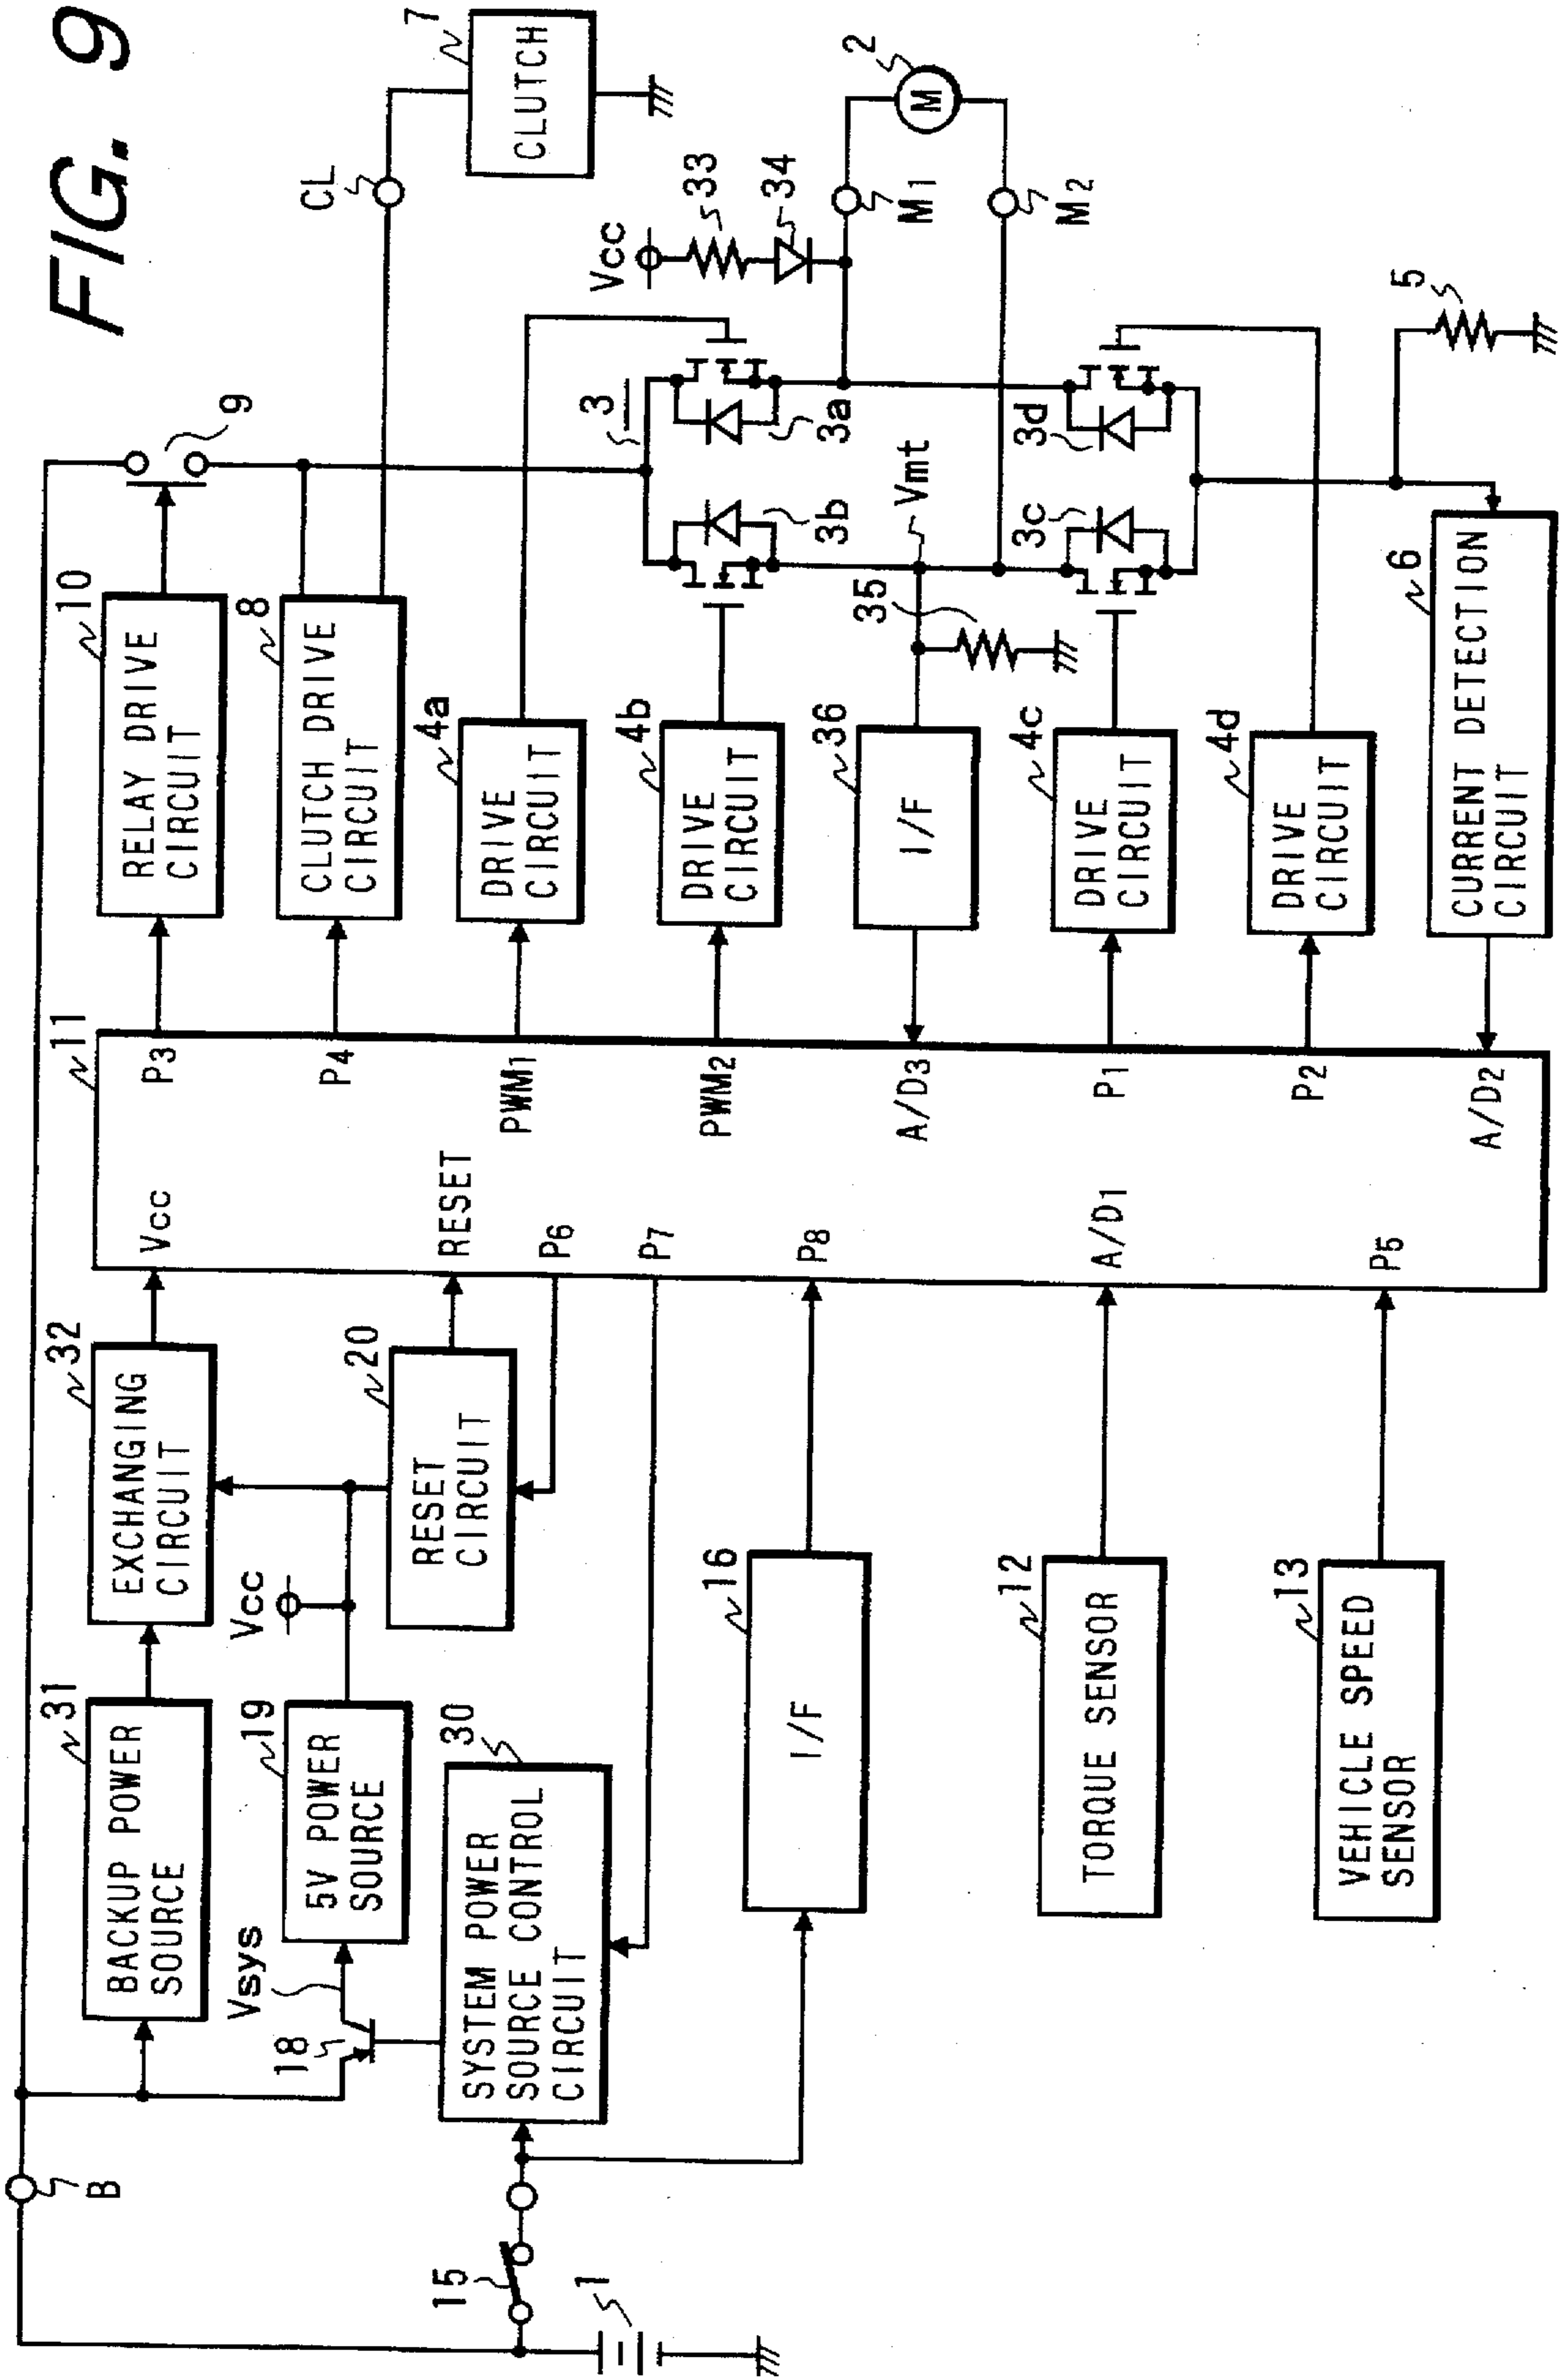 FIG. 9
B
15
1
31
BACKUP POWER
SOURCE
32
EXCHANGING
CIRCUIT
18
Vsys
19
5V POWER
SOURCE
Vcc
20
RESET
CIRCUIT
30
SYSTEM POWER
SOURCE CONTROL
CIRCUIT
16
I/F
12
TORQUE SENSOR
13
VEHICLE SPEED
SENSOR
11
Vcc
RESET
P6
P7
P8
A/D1
P5
P3
P4
PWM1
PWM2
A/D3
P1
P2
A/D2
10
RELAY DRIVE
CIRCUIT
8
CLUTCH DRIVE
CIRCUIT
4a
DRIVE
CIRCUIT
4b
DRIVE
CIRCUIT
36
I/F
4c
DRIVE
CIRCUIT
4d
DRIVE
CIRCUIT
6
CURRENT DETECTION
CIRCUIT
9
3
3a
3b
Vmt
35
3c
3d
5
CL
7
CLUTCH
Vcc
33
34
M1
M2
2
M